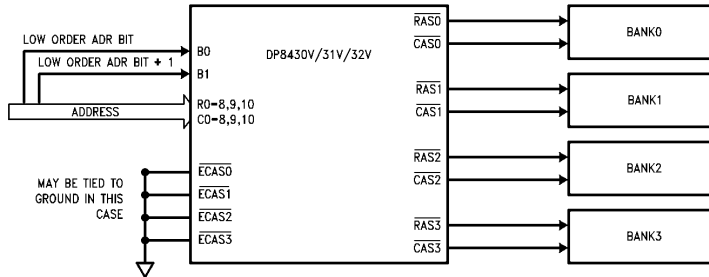 LOW ORDER ADR BIT
LOW ORDER ADR BIT + 1
ADDRESS
B0
B1
R0=8,9,10
C0=8,9,10
DP8430V/31V/32V
MAY BE TIED TO
GROUND IN THIS
CASE
ECAS0
ECAS1
ECAS2
ECAS3
RAS0
CAS0
BANK0
RAS1
CAS1
BANK1
RAS2
CAS2
BANK2
RAS3
CAS3
BANK3